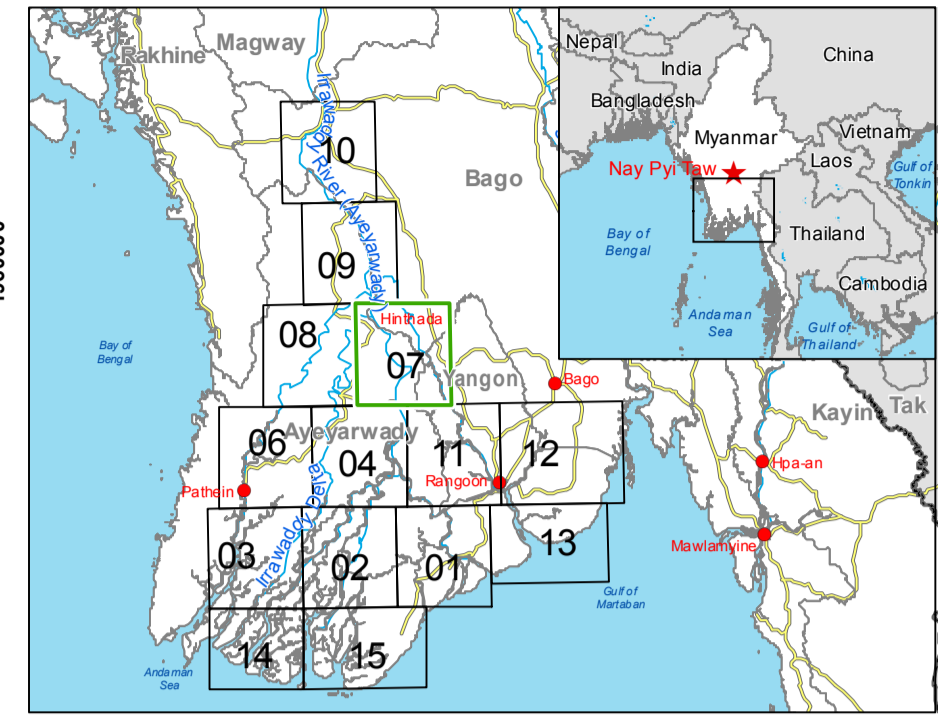 Rakhine
Magway
Irrawaddy River (Ayeyarwady)
10
Bago
09
08
Hinthada
07
Yangon
Bago
Bay of
Bengal
06
Ayeyarwady
04
11
12
Pathein
Rangoon
Irrawaddy Delta
03
02
01
13
Gulf of
Martaban
14
15
Andaman
Sea
Kayin
Tak
Hpa-an
Mawlamyine
Nepal
China
India
Bangladesh
Myanmar
Vietnam
Laos
Nay Pyi Taw
Gulf of
Tonkin
Bay of
Bengal
Thailand
Cambodia
Andaman
Sea
Gulf of
Thailand